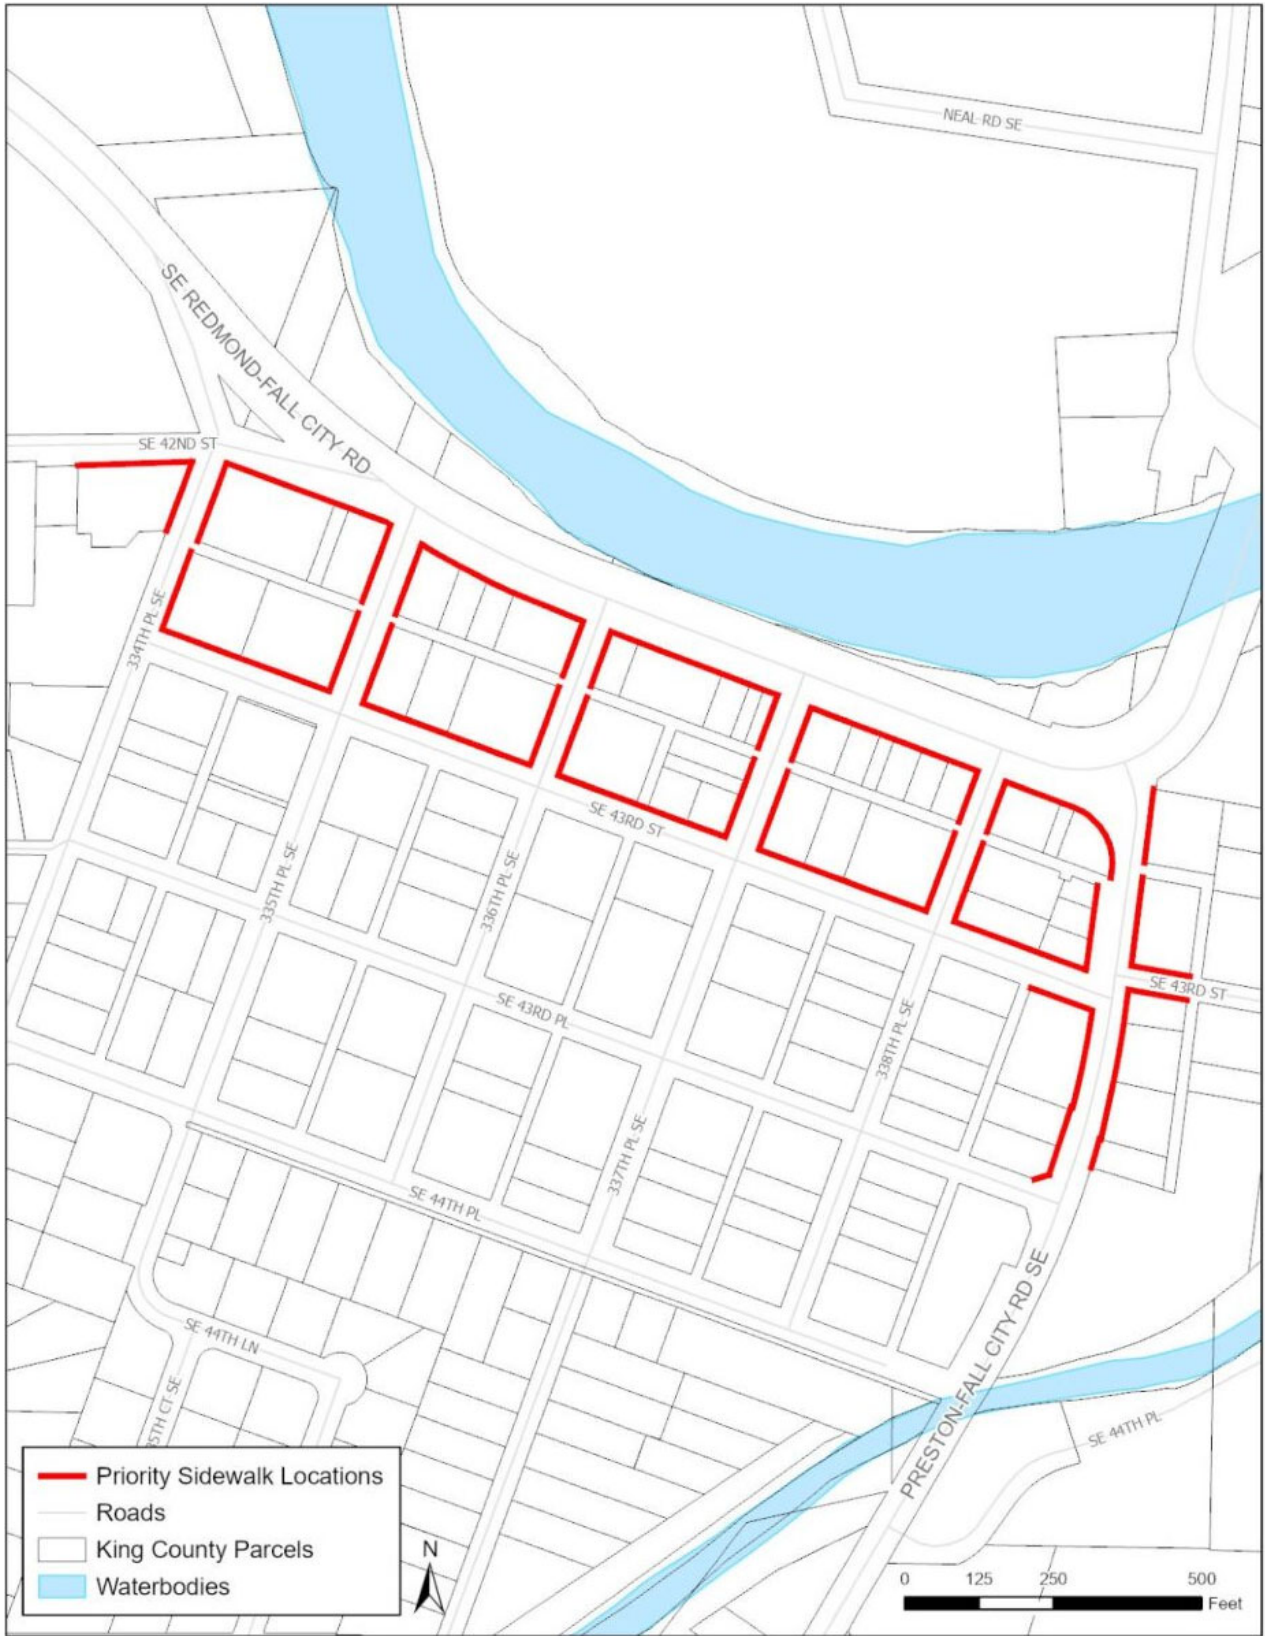 NEAL RD SE
SE REDMOND-FALL CITY RD
SE 42ND ST
334TH PL SE
SE 43RD ST
335TH PL SE
336TH PL SE
SE 43RD ST
SE 43RD PL
338TH PL SE
337TH PL SE
SE 44TH PL
SE 44TH LN
PRESTON-FALL CITY RD SE
35TH CT SE
SE 44TH PL
Priority Sidewalk Locations
Roads
King County Parcels
Waterbodies
N
0 125 250 500
Feet